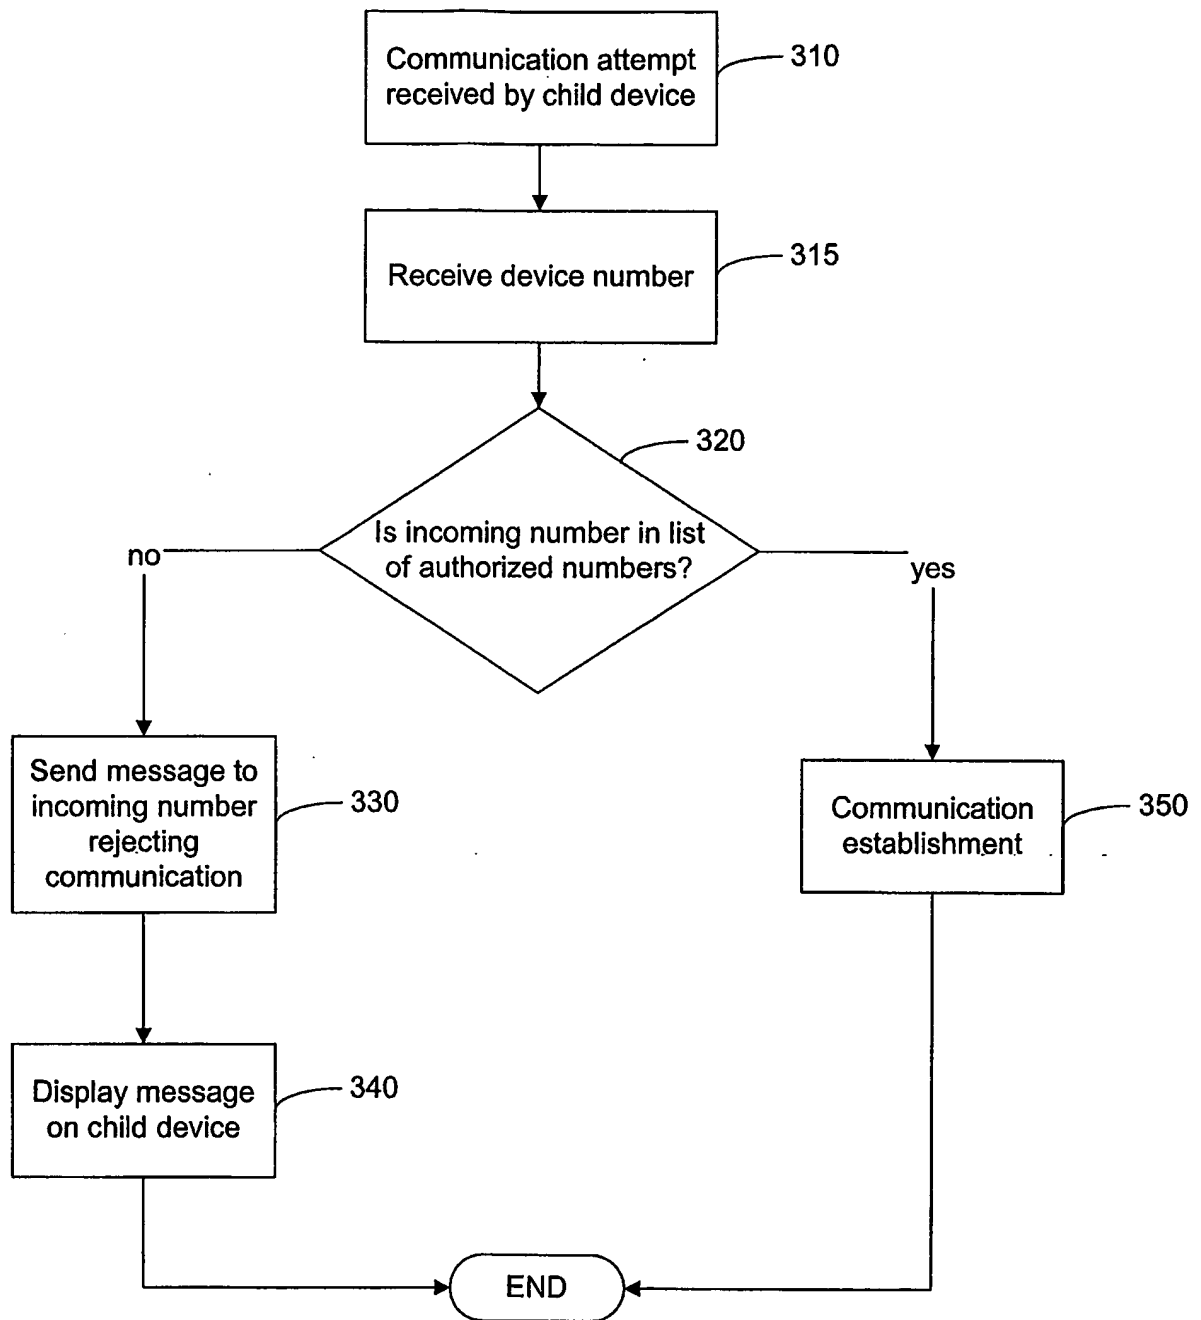 Communication attempt
received by child device
310
Receive device number
315
320
Is incoming number in list
of authorized numbers?
no
yes
Send message to
incoming number
rejecting
communication
330
Communication
establishment
350
Display message
on child device
340
END